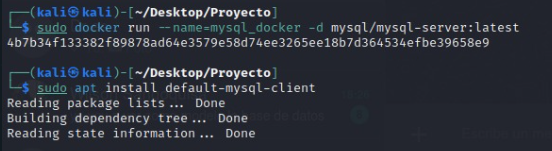 ┌──(kali㉿kali)-[~/Desktop/Proyecto]
└─$ sudo docker run --name=mysql_docker -d mysql/mysql-server:latest
4b7b34f133382f89878ad64e3579e58d74ee3265ee18b7d364534efbe39658e9
┌──(kali㉿kali)-[~/Desktop/Proyecto]
└─$ sudo apt install default-mysql-client
Reading package lists... Done
Building dependency tree... Done
Reading state information... Done